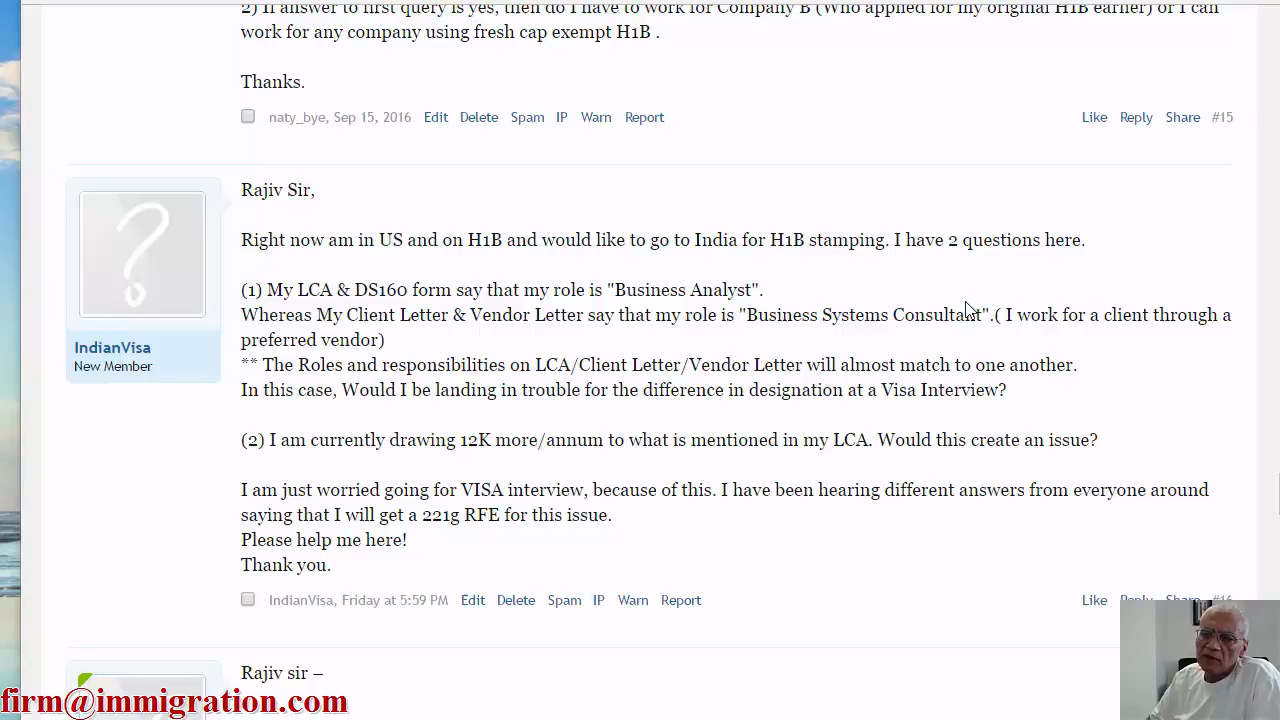 2) If answer to first query is yes, then do I have to work for Company B (Who applied for my original H1B earlier) or I can
work for any company using fresh cap exempt H1B .
Thanks.
naty_bye, Sep 15, 2016 Edit Delete Spam IP Warn Report Like Reply Share #15
Rajiv Sir,
Right now am in US and on H1B and would like to go to India for H1B stamping. I have 2 questions here.
(1) My LCA & DS160 form say that my role is "Business Analyst".
Whereas My Client Letter & Vendor Letter say that my role is "Business Systems Consultant".( I work for a client through a
preferred vendor)
IndianVisa
New Member
** The Roles and responsibilities on LCA/Client Letter/Vendor Letter will almost match to one another.
In this case, Would I be landing in trouble for the difference in designation at a Visa Interview?
(2) I am currently drawing 12K more/annum to what is mentioned in my LCA. Would this create an issue?
I am just worried going for VISA interview, because of this. I have been hearing different answers from everyone around
saying that I will get a 221g RFE for this issue.
Please help me here!
Thank you.
IndianVisa, Friday at 5:59 PM Edit Delete Spam IP Warn Report Like Reply Share #16
Rajiv sir –
firm@immigration.com